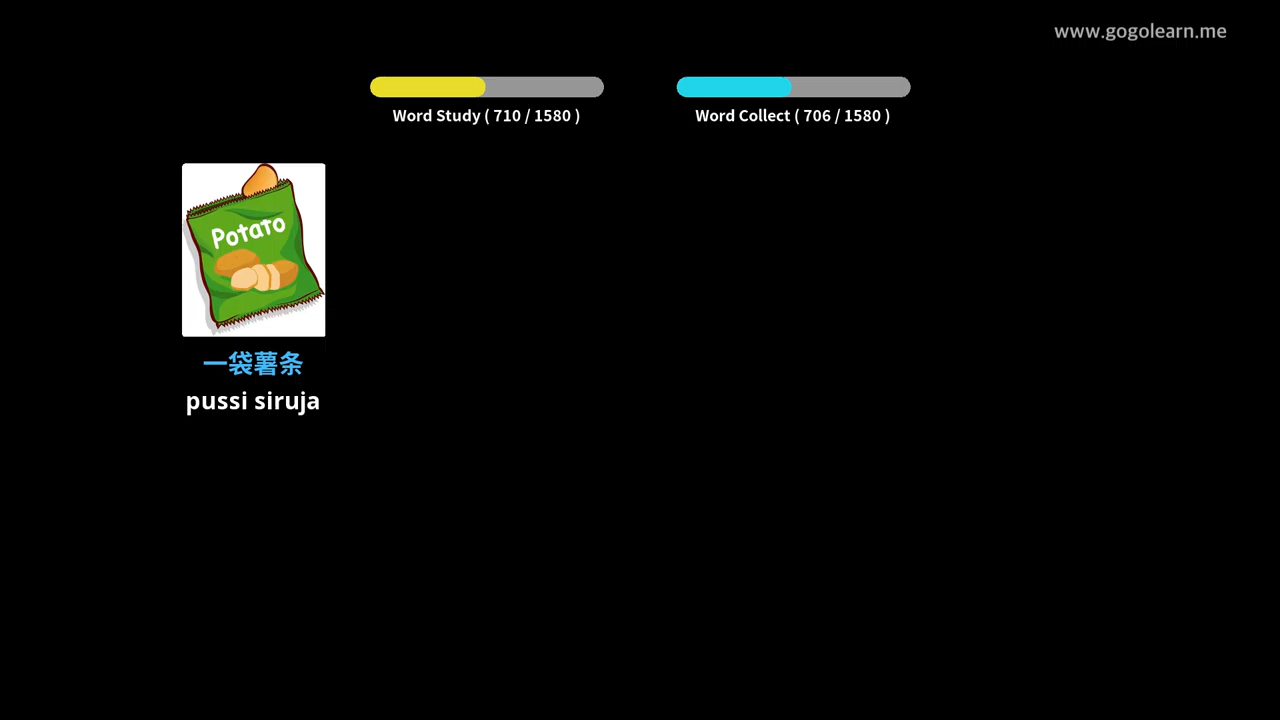 www.gogolearn.me
Word Study ( 710 / 1580 )
Word Collect ( 706 / 1580 )
Potato
一袋薯条
pussi siruja